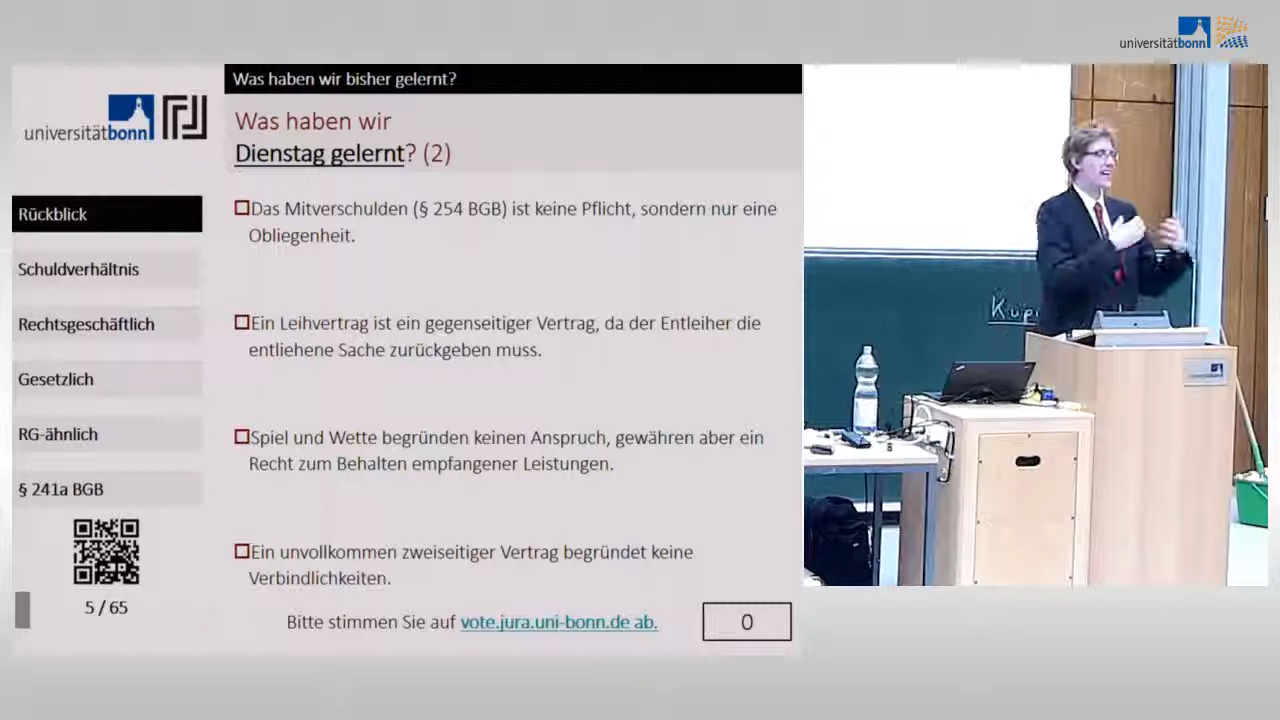 universitätbonn
Was haben wir bisher gelernt?
universitätbonn
Was haben wir
Dienstag gelernt? (2)
Rückblick
Schuldverhältnis
Rechtsgeschäftlich
Gesetzlich
RG-ähnlich
§ 241a BGB
5 / 65
Das Mitverschulden (§ 254 BGB) ist keine Pflicht, sondern nur eine
Obliegenheit.
Ein Leihvertrag ist ein gegenseitiger Vertrag, da der Entleiher die
entliehene Sache zurückgeben muss.
Spiel und Wette begründen keinen Anspruch, gewähren aber ein
Recht zum Behalten empfangener Leistungen.
Ein unvollkommen zweiseitiger Vertrag begründet keine
Verbindlichkeiten.
Bitte stimmen Sie auf vote.jura.uni-bonn.de ab.
0